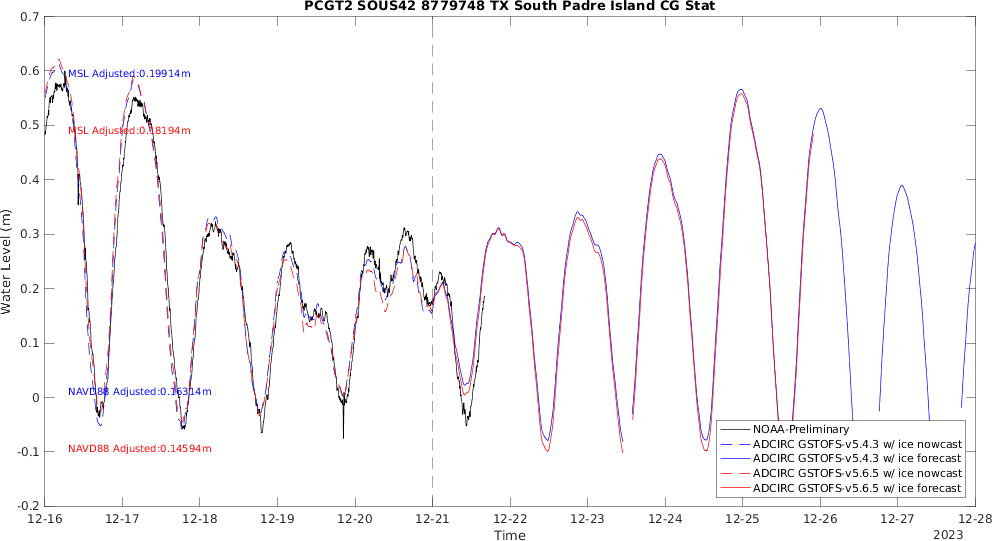 PCGT2 SOUS42 8779748 TX South Padre Island CG Stat
0.7
0.6
0.5
0.4
0.3
0.2
0.1
0
-0.1
-0.2
Water Level (m)
MSL Adjusted:0.19914m
MSL Adjusted:0.18194m
NAVD88 Adjusted:0.16314m
NAVD88 Adjusted:0.14594m
NOAA-Preliminary
ADCIRC GSTOFS-v5.4.3 w/ ice nowcast
ADCIRC GSTOFS-v5.4.3 w/ ice forecast
ADCIRC GSTOFS-v5.6.5 w/ ice nowcast
ADCIRC GSTOFS-v5.6.5 w/ ice forecast
12-16 12-17 12-18 12-19 12-20 12-21 12-22 12-23 12-24 12-25 12-26 12-27 12-28
Time
2023